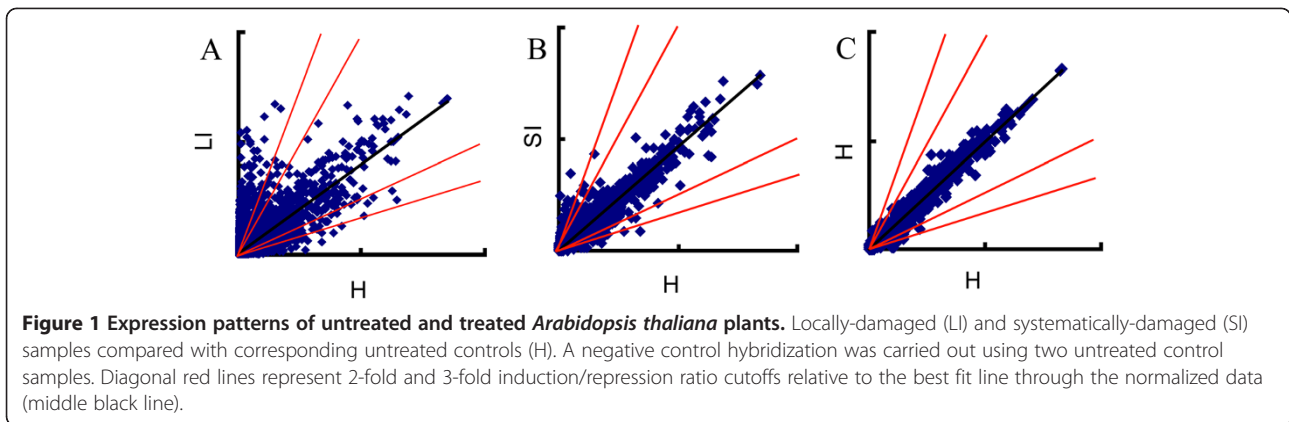 A
B
C
LI
SI
H
H
H
H
Figure 1 Expression patterns of untreated and treated Arabidopsis thaliana plants. Locally-damaged (LI) and systematically-damaged (SI)
samples compared with corresponding untreated controls (H). A negative control hybridization was carried out using two untreated control
samples. Diagonal red lines represent 2-fold and 3-fold induction/repression ratio cutoffs relative to the best fit line through the normalized data
(middle black line).